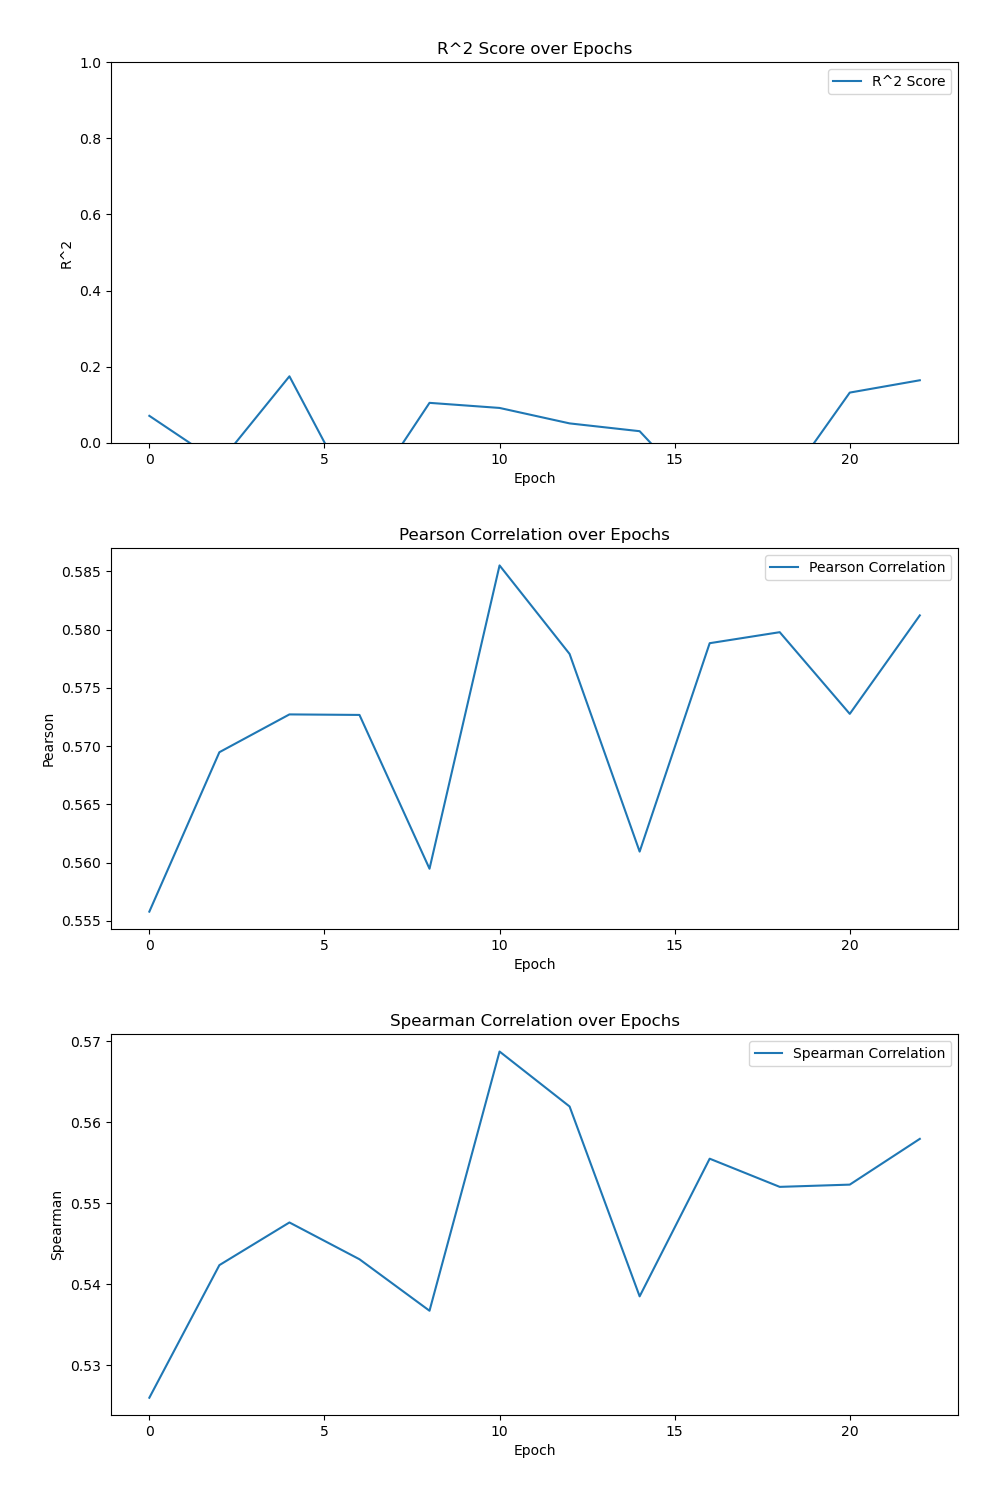 R^2 Score over Epochs
R^2 Score
1.0
0.8
0.6
0.4
0.2
0.0
R^2
0 5 10 15 20
Epoch
Pearson Correlation over Epochs
Pearson Correlation
0.585
0.580
0.575
0.570
0.565
0.560
0.555
Pearson
0 5 10 15 20
Epoch
Spearman Correlation over Epochs
Spearman Correlation
0.57
0.56
0.55
0.54
0.53
Spearman
0 5 10 15 20
Epoch